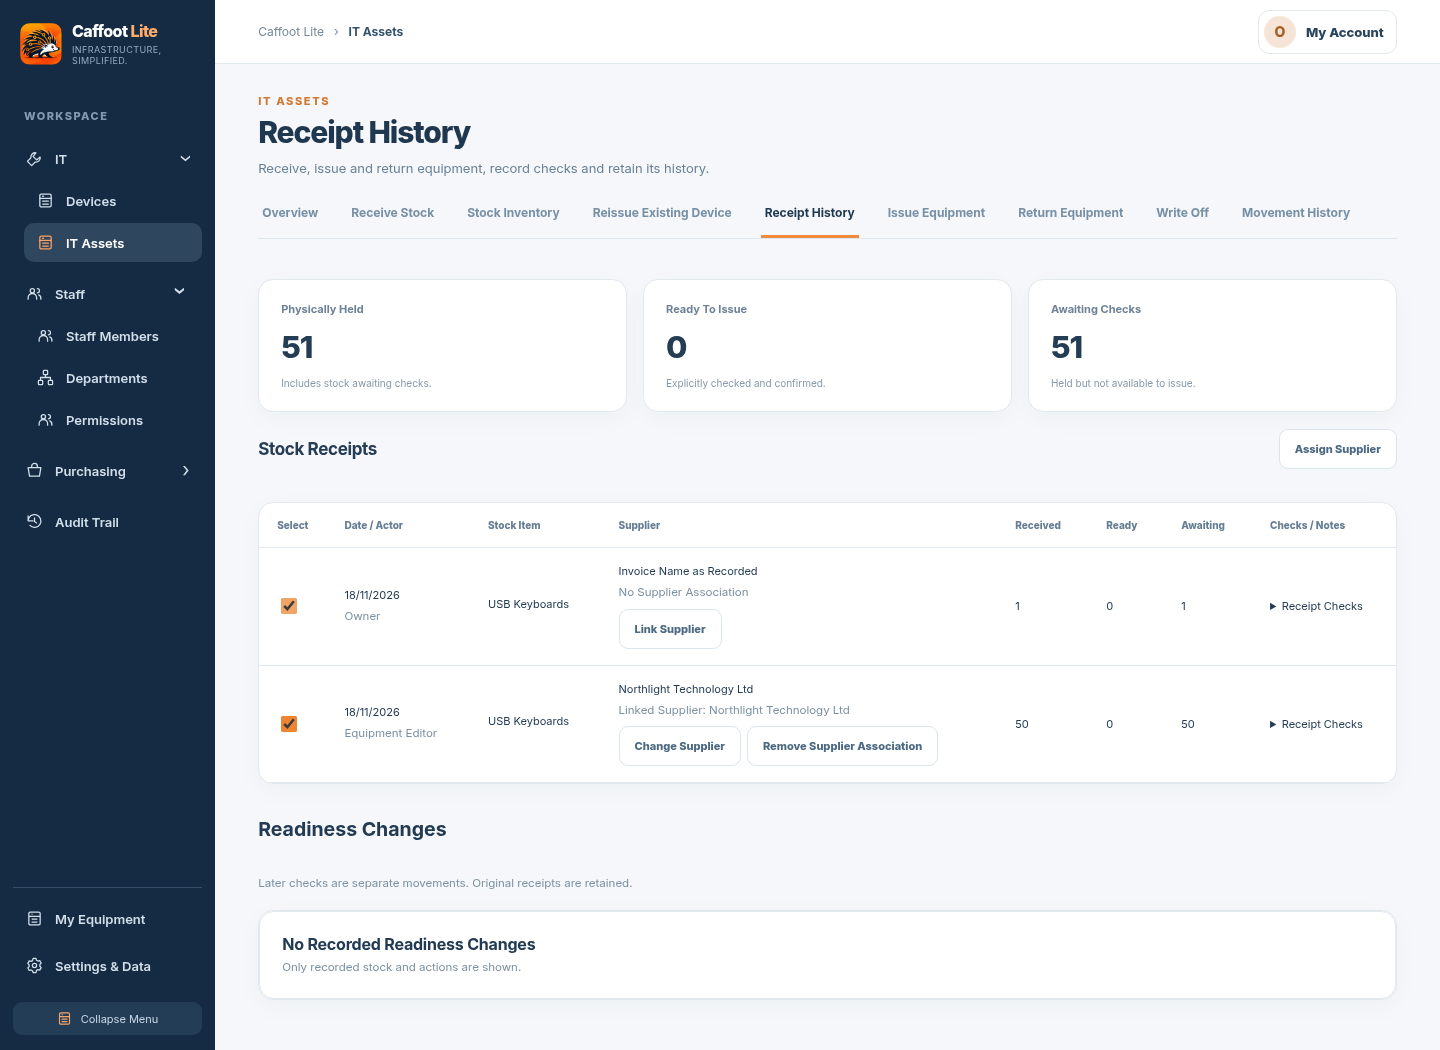 Caffoot Lite
INFRASTRUCTURE,
SIMPLIFIED.
WORKSPACE
IT
Devices
IT Assets
Staff
Staff Members
Departments
Permissions
Purchasing
Audit Trail
My Equipment
Settings & Data
Collapse Menu
Caffoot Lite › IT Assets
O My Account
IT ASSETS
Receipt History
Receive, issue and return equipment, record checks and retain its history.
Overview Receive Stock Stock Inventory Reissue Existing Device Receipt History Issue Equipment Return Equipment Write Off Movement History
Physically Held
51
Includes stock awaiting checks.
Ready To Issue
0
Explicitly checked and confirmed.
Awaiting Checks
51
Held but not available to issue.
Stock Receipts
Assign Supplier
Select Date / Actor Stock Item Supplier Received Ready Awaiting Checks / Notes
18/11/2026
Owner
USB Keyboards
Invoice Name as Recorded
No Supplier Association
Link Supplier
1 0 1 Receipt Checks
18/11/2026
Equipment Editor
USB Keyboards
Northlight Technology Ltd
Linked Supplier: Northlight Technology Ltd
Change Supplier Remove Supplier Association
50 0 50 Receipt Checks
Readiness Changes
Later checks are separate movements. Original receipts are retained.
No Recorded Readiness Changes
Only recorded stock and actions are shown.